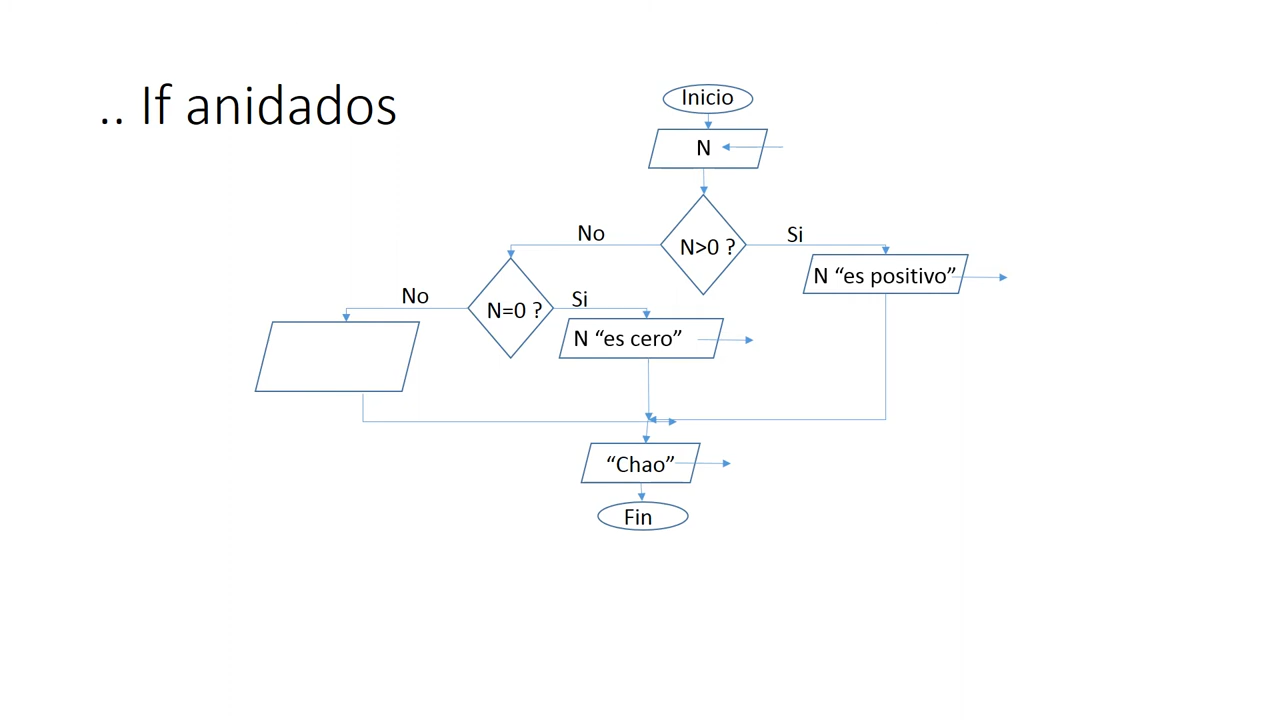 .. If anidados
Inicio
N
N>0 ?
No
Si
N “es positivo”
N=0 ?
No
Si
N “es cero”
“Chao”
Fin